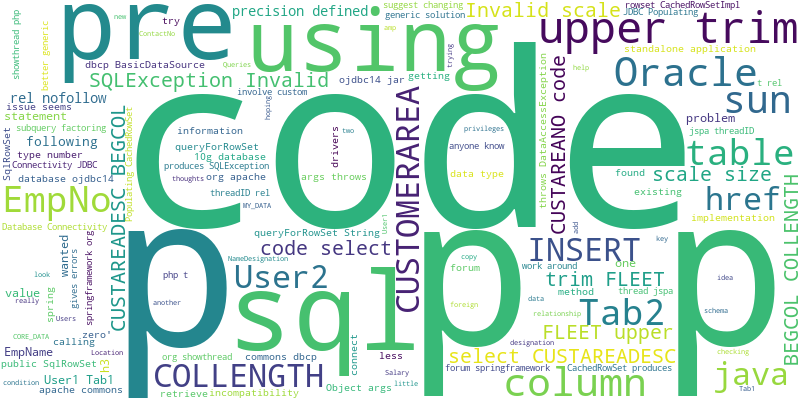 pre
code
using
p
sql
p
p
upper trim
Oracle
sun
table
href
scale size
Invalid scale
precision defined
SQLException Invalid
EmpNo
CUSTAREADESC BEGCOL
CUSTOMERAREA
CUSTAREANO code
INSERT
Tab2
User2
code select
COLLENGTH
column
java
BEGCOL COLLENGTH
select CUSTAREADESC
FLEET upper
trim FLEET
showthread php
new
ContactNo
try
dbcp BasicDataSource
Queries
better generic
amp
trying
getting
ojdbc14 jar
involve custom
hoping
suggest changing
generic solution
JDBC Populating
rowset CachedRowSetImpl
standalone application
help
t rel
problem
jspa threadID
found
existing
implementation
throws DataAccessException
privileges
anyone know
data type
two
drivers
information
queryForRowSet
10g database
produces SQLException
args throws
thoughts
org apache
threadID rel
MY_DATA
User1
queryForRowSet String
rel nofollow
issue seems
statement
subquery factoring
following
type number
Connectivity JDBC
database ojdbc14
SqlRowSet
Populating CachedRowSet
Database Connectivity
value
look
really
wanted
gives errors
springframework org
spring
Users
calling
zero'
CORE_DATA
EmpName
Location
public SqlRowSet
h3
condition
User1 Tab1
apache commons
php t
another
NameDesignation
org showthread
commons dbcp
retrieve
incompatibility
connect
Object args
less
Salary
little
copy
forum
foreign
idea
schema
key
add
work around
one
method
thread jspa
data
relationship
designation
forum springframework
CachedRowSet produces
checking
Tab1